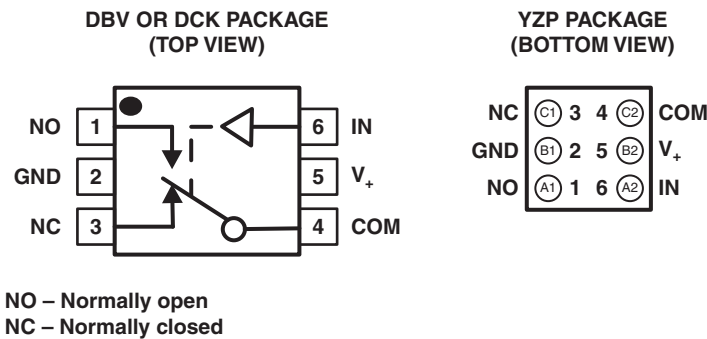 DBV OR DCK PACKAGE
(TOP VIEW)
NO 1 6 IN
GND 2 5 V+
NC 3 4 COM
YZP PACKAGE
(BOTTOM VIEW)
NC C1 3 4 C2 COM
GND B1 2 5 B2 V+
NO A1 1 6 A2 IN
NO – Normally open
NC – Normally closed